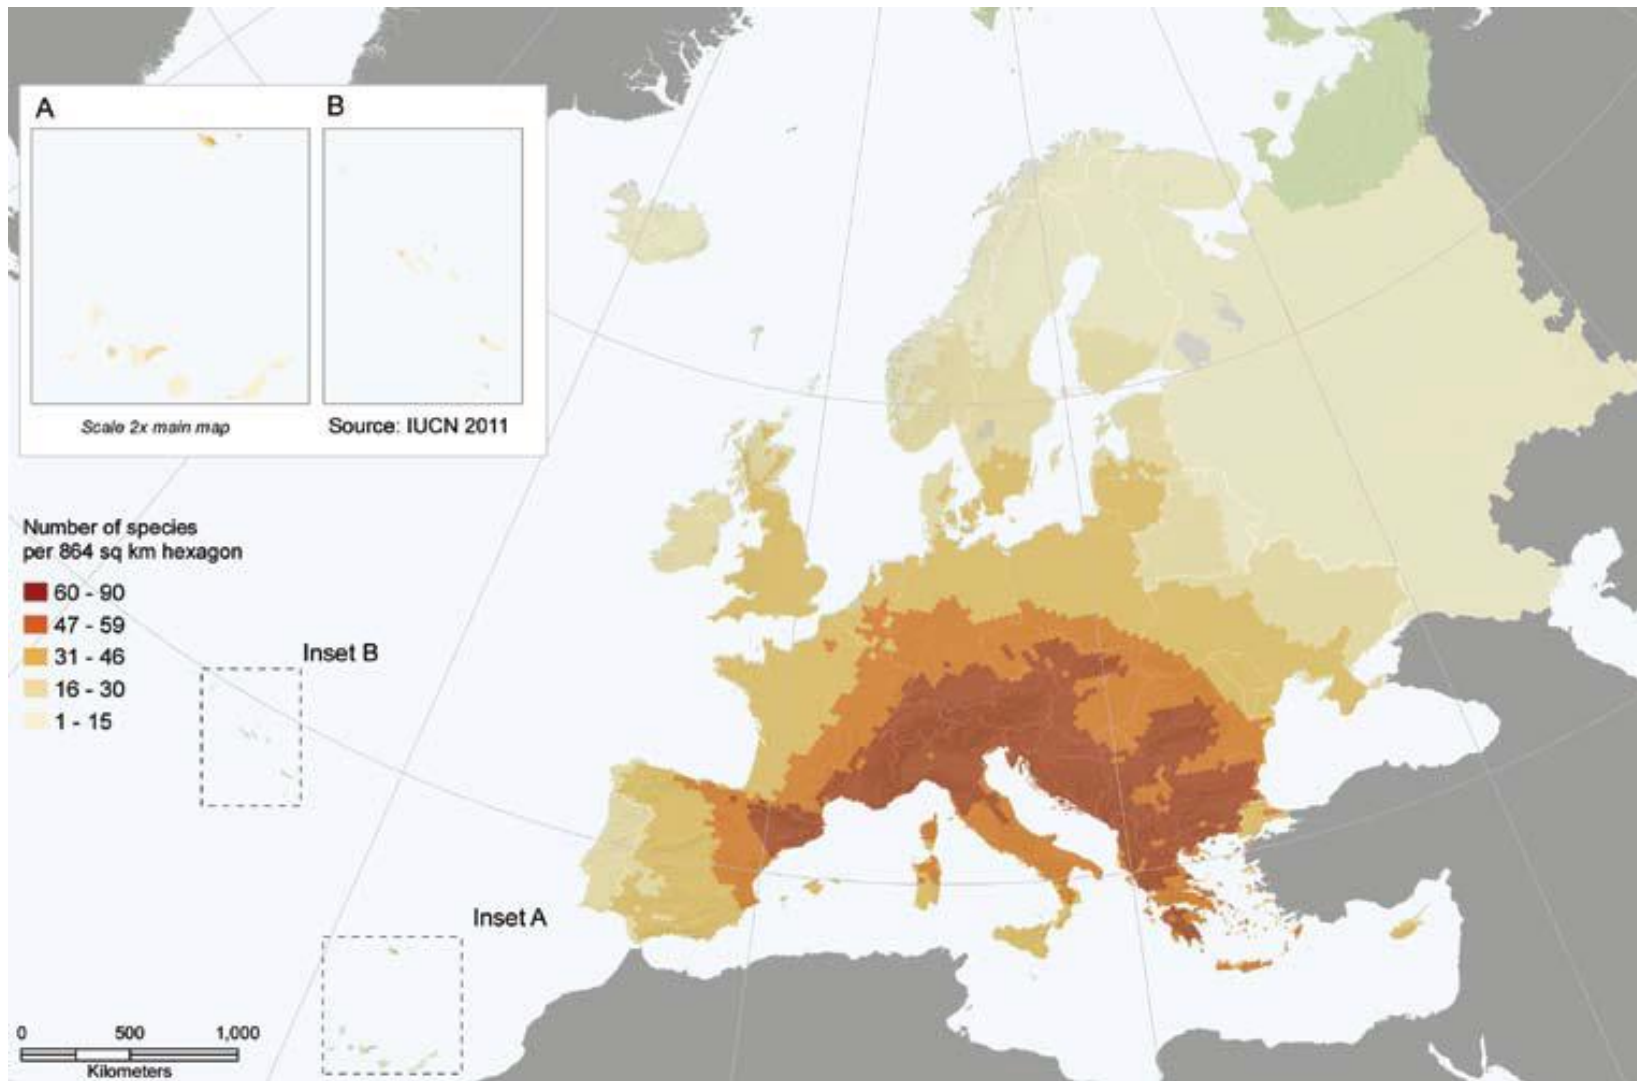 A
B
Scale 2x main map
Source: IUCN 2011
Number of species
per 864 sq km hexagon
60 - 90
47 - 59
31 - 46
16 - 30
1 - 15
Inset B
Inset A
0 500 1,000
Kilometers